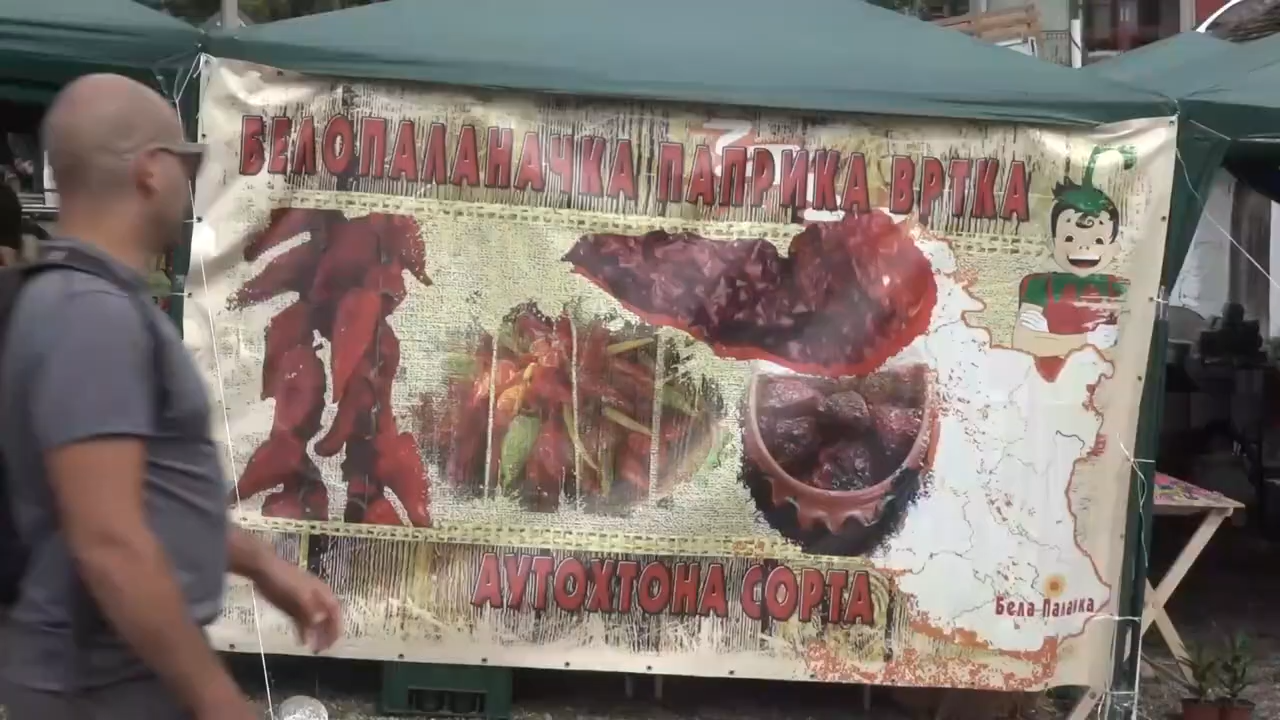 БЕЛОПАЛАНАЧКА ПАПРИКА ВРТКА
АУТОХТОНА СОРТА
Бела Паланка